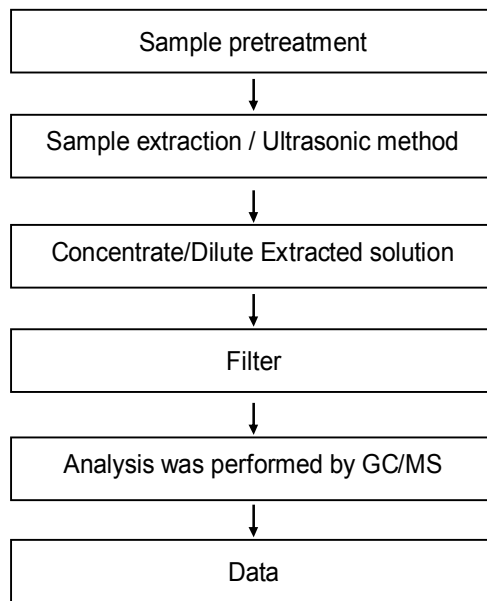 Sample pretreatment
Sample extraction / Ultrasonic method
Concentrate/Dilute Extracted solution
Filter
Analysis was performed by GC/MS
Data